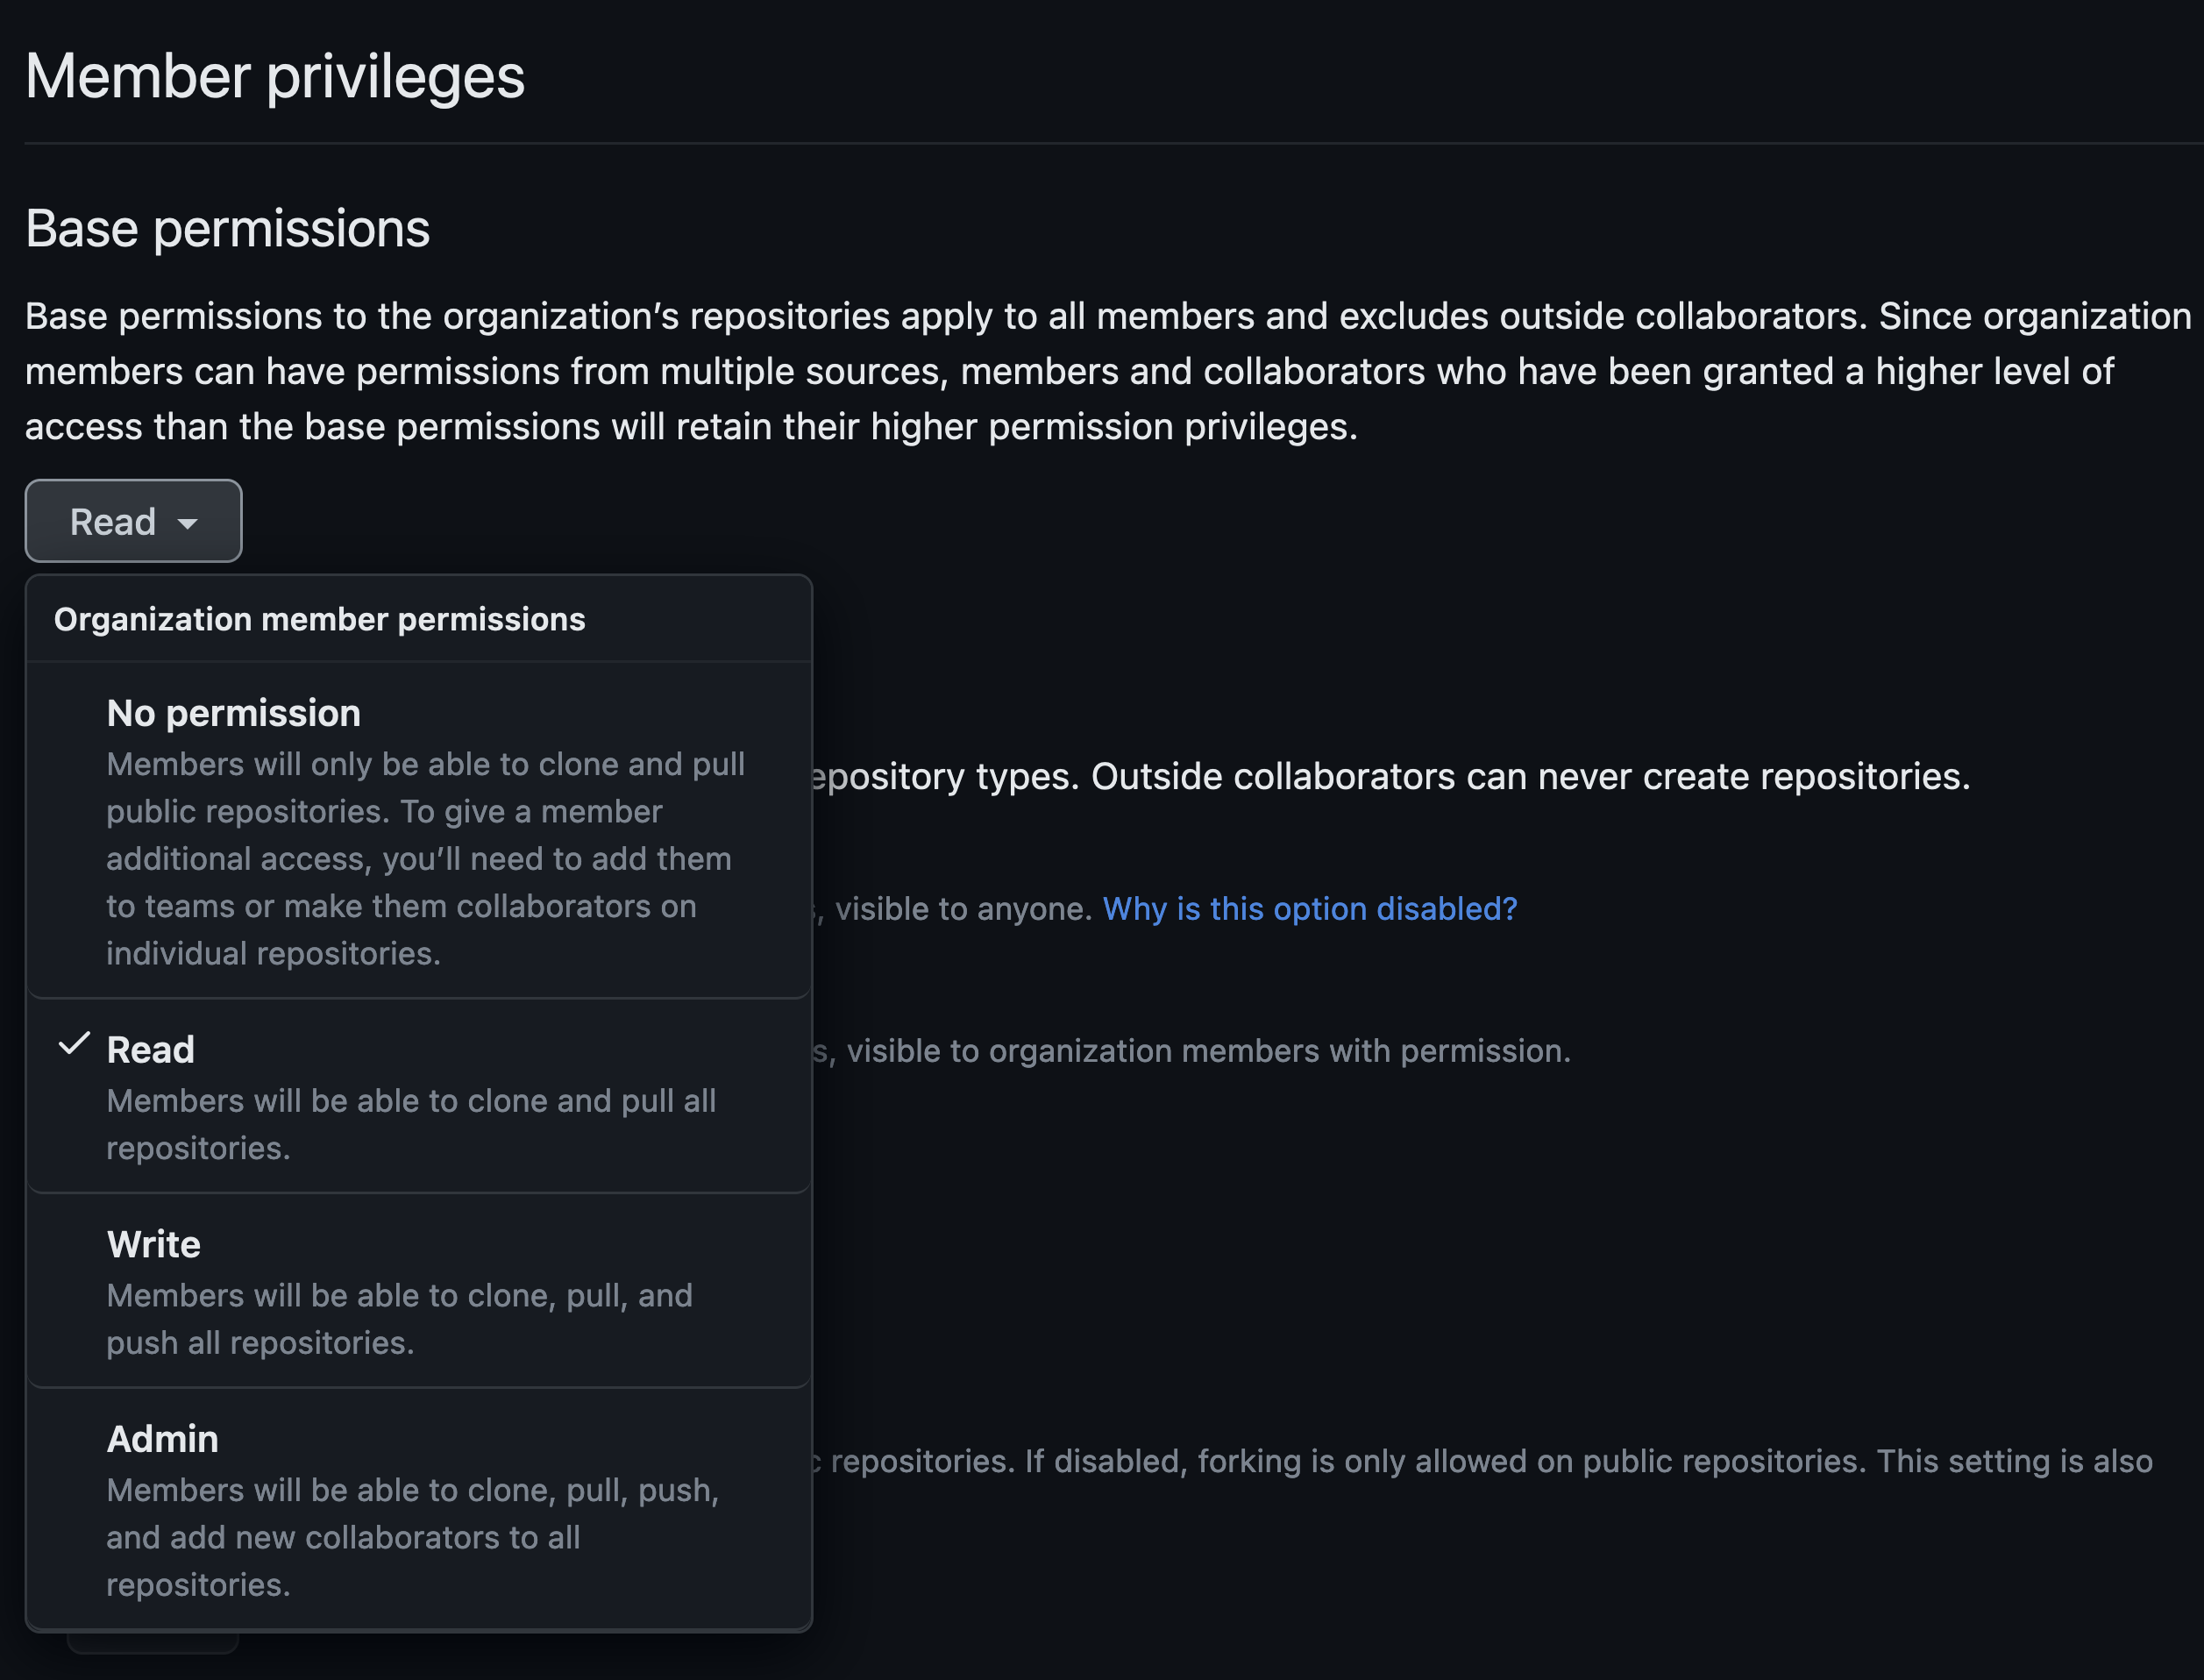 Member privileges
Base permissions
Base permissions to the organization’s repositories apply to all members and excludes outside collaborators. Since organization
members can have permissions from multiple sources, members and collaborators who have been granted a higher level of
access than the base permissions will retain their higher permission privileges.
Read
Organization member permissions
No permission
Members will only be able to clone and pull
public repositories. To give a member
additional access, you’ll need to add them
to teams or make them collaborators on
individual repositories.
Read
Members will be able to clone and pull all
repositories.
Write
Members will be able to clone, pull, and
push all repositories.
Admin
Members will be able to clone, pull, push,
and add new collaborators to all
repositories.
types. Outside collaborators can never create repositories.
, visible to anyone. Why is this option disabled?
, visible to organization members with permission.
repositories. If disabled, forking is only allowed on public repositories. This setting is also